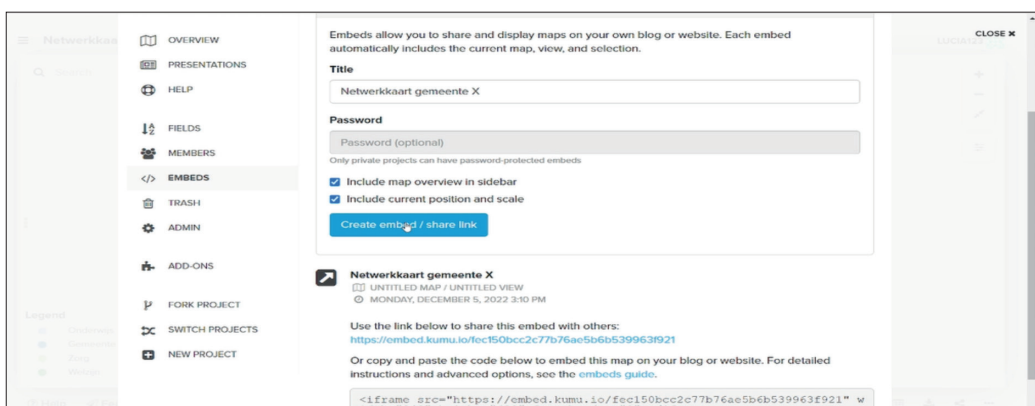 CLOSE ✖
Netwerkkaa
LUCIA123
Search
OVERVIEW
PRESENTATIONS
HELP
FIELDS
MEMBERS
</> EMBEDS
TRASH
ADMIN
ADD-ONS
FORK PROJECT
SWITCH PROJECTS
NEW PROJECT
Legend
Gemeente
Zorg
Embeds allow you to share and display maps on your own blog or website. Each embed
automatically includes the current map, view, and selection.
Title
Netwerkkaart gemeente X
Password
Password (optional)
Only private projects can have password-protected embeds
Include map overview in sidebar
Include current position and scale
Create embed / share link
Netwerkkaart gemeente X
UNTITLED MAP / UNTITLED VIEW
MONDAY, DECEMBER 5, 2022 3:10 PM
Use the link below to share this embed with others:
https://embed.kumu.io/fec150bcc2c77b76ae5b6b539963f921
Or copy and paste the code below to embed this map on your blog or website. For detailed
instructions and advanced options, see the embeds guide.
<iframe src="https://embed.kumu.io/fec150bcc2c77b76ae5b6b539963f921" w